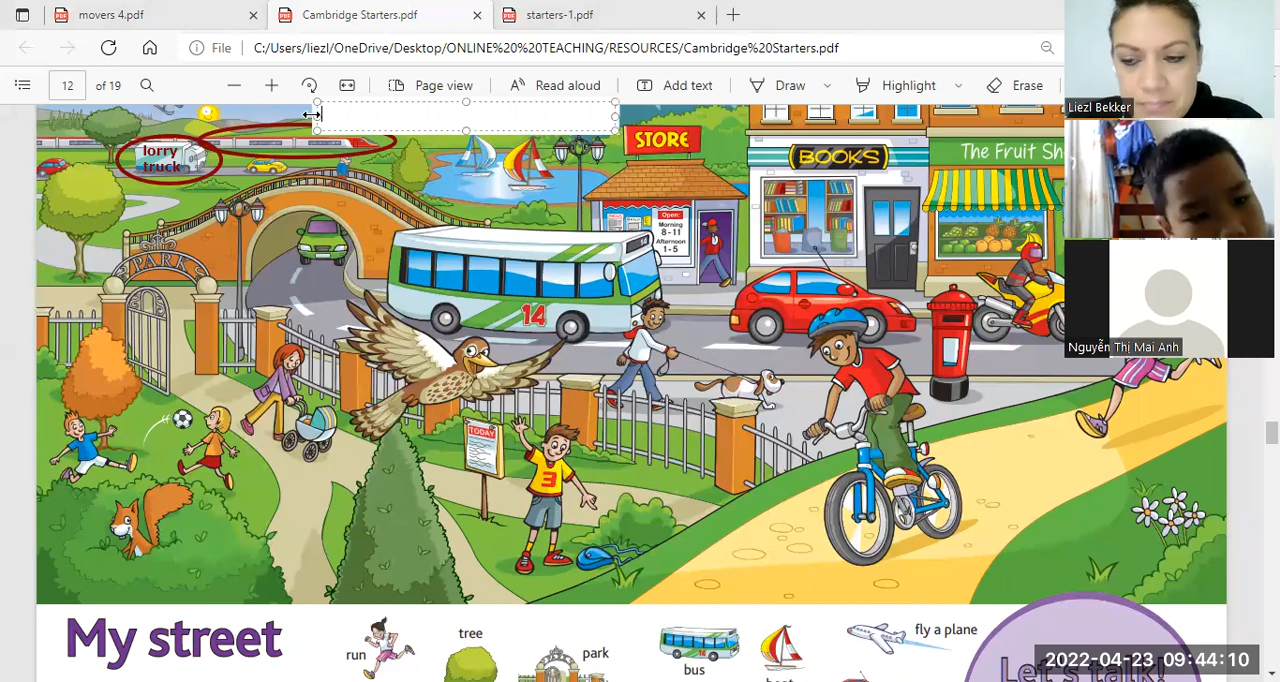 movers 4.pdf
Cambridge Starters.pdf
starters-1.pdf
File
C:/Users/liezl/OneDrive/Desktop/ONLINE%20%20TEACHING/RESOURCES/Cambridge%20Starters.pdf
12
of 19
Page view
Read aloud
Add text
Draw
Highlight
Erase
Liezl Bekker
lorry
truck
STORE
BOOKS
The Fruit Sh
Open:
Morning
8-11
Afternoon
1-5
PARK
14
Nguyễn Thị Mai Anh
TODAY
3
My street
run
tree
park
bus
boat
fly a plane
Let's talk!
2022-04-23 09:44:10